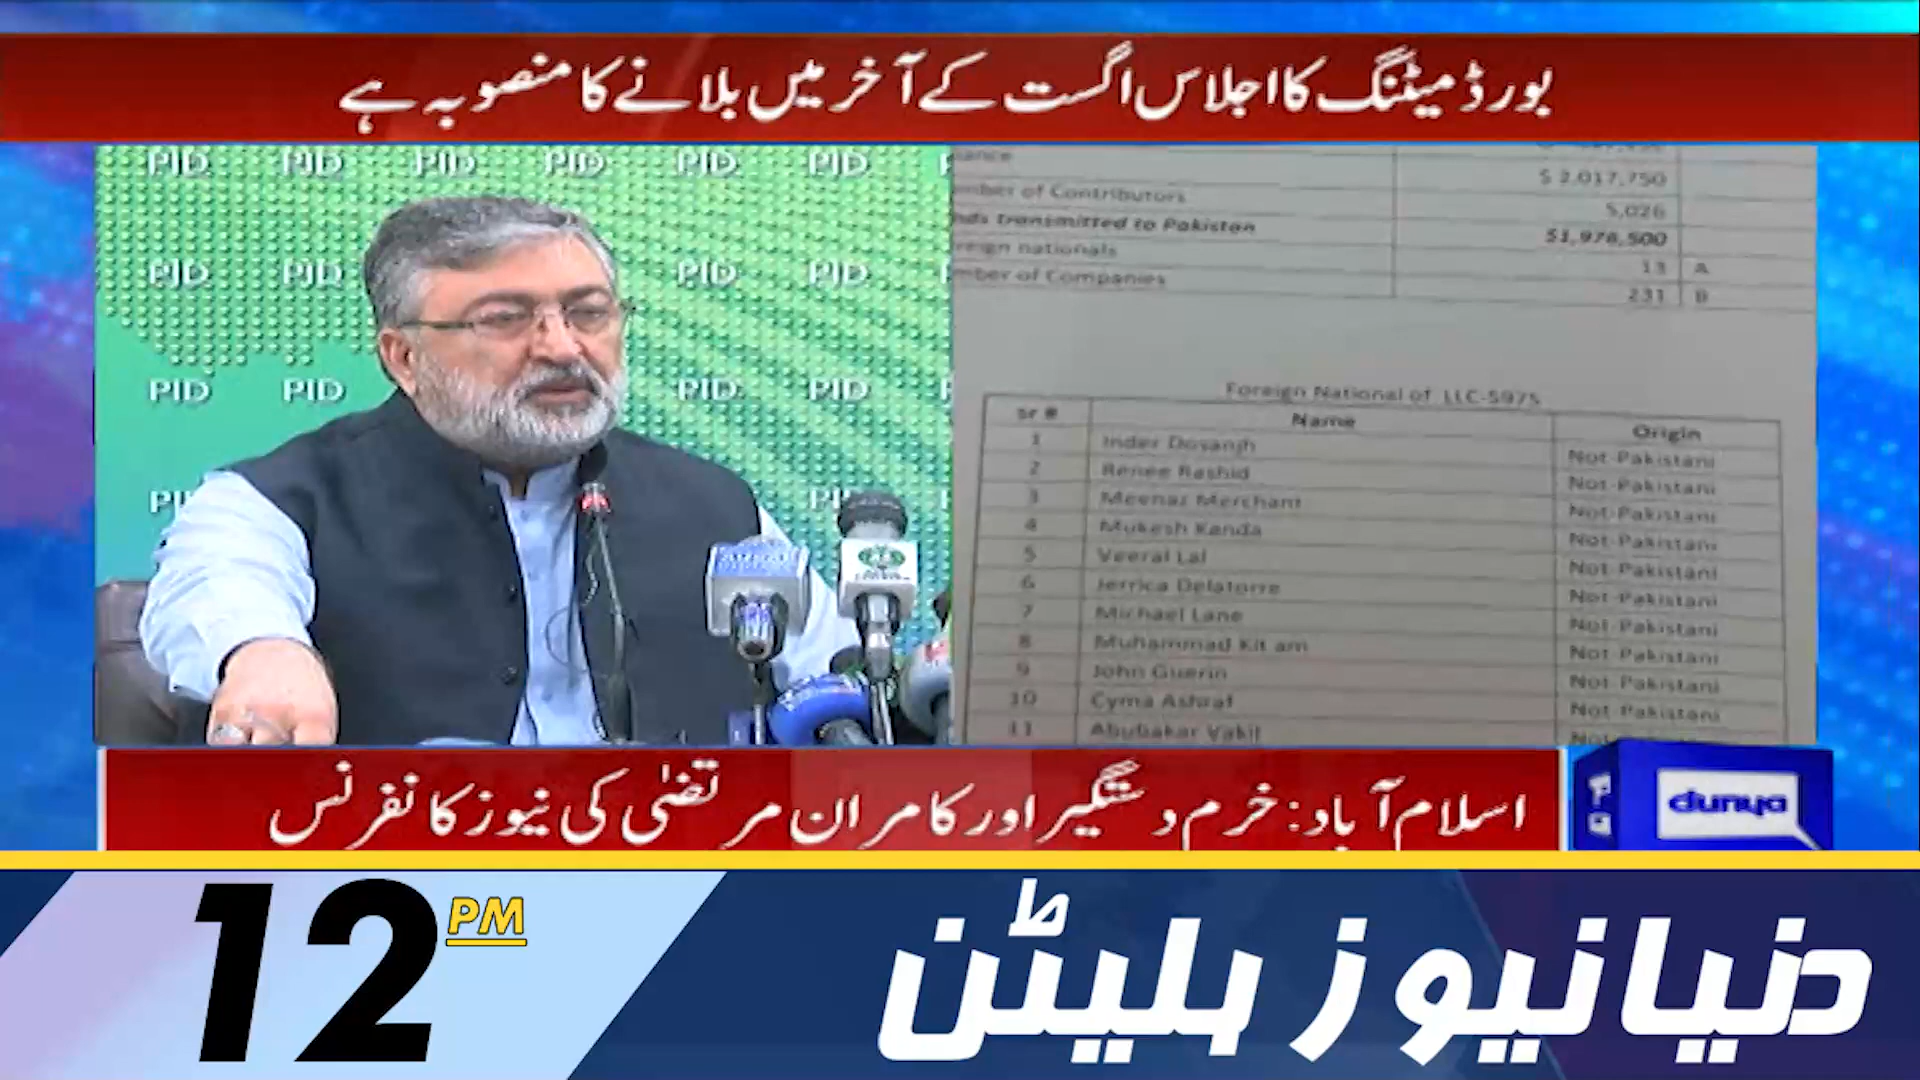 بورڈ میٹنگ کا اجلاس اگست کے آخر میں بلانے کا منصوبہ ہے
PID PID PID PID PID PID
PID PID PID PID
PID PID PID PID
$ 2,017,750
of Contributors 5,026
transmitted to Pakistan $1,978,500
nationals 13 A
of Companies 231 B
Foreign National of LLC-5975
Sr # Name Origin
1 Inder Dosanjh Not-Pakistani
2 Renee Rashid Not-Pakistani
3 Meenaz Merchant Not-Pakistani
4 Mukesh Kanda Not-Pakistani
5 Veeral Lal Not-Pakistani
6 Jerrica Delatorre Not-Pakistani
7 Michael Lane Not-Pakistani
8 Muhammad Not-Pakistani
9 John Guerin Not-Pakistani
10 Cyma Ashraf Not-Pakistani
11 Abubakar Vakil
اسلام آباد: خرم دستگیر اور کامران مرتضیٰ کی نیوز کانفرنس
dunya
12 PM
دنیا نیوز بلیٹن